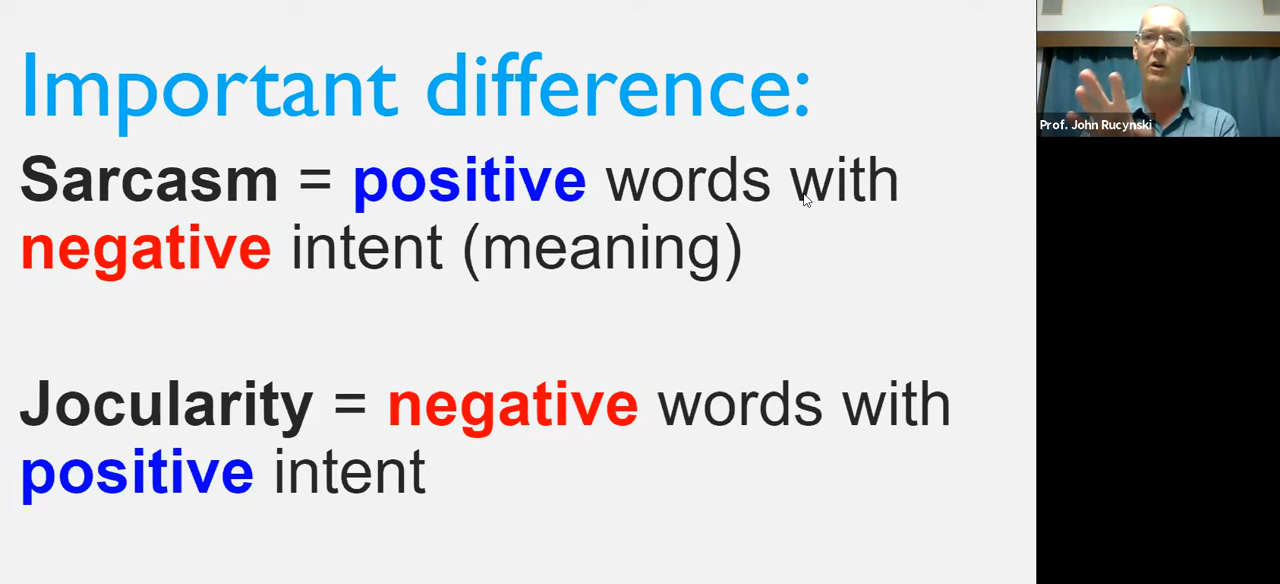 Important difference:
Sarcasm = positive words with
negative intent (meaning)
Jocularity = negative words with
positive intent
Prof. John Rucynski